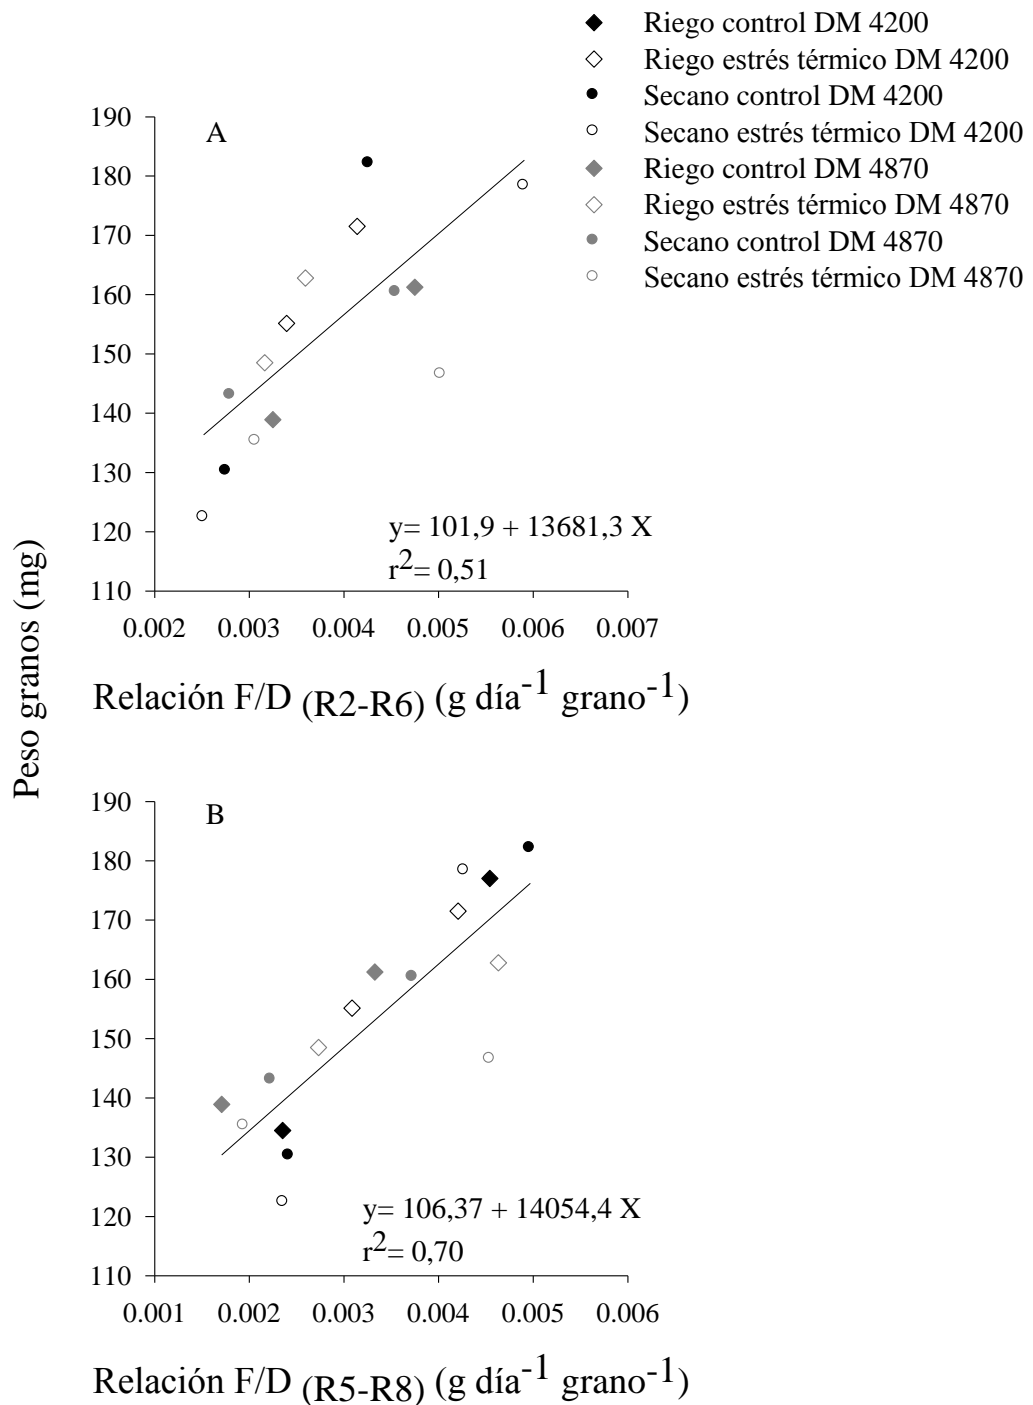 Riego control DM 4200
Riego estrés térmico DM 4200
Secano control DM 4200
Secano estrés térmico DM 4200
Riego control DM 4870
Riego estrés térmico DM 4870
Secano control DM 4870
Secano estrés térmico DM 4870
Peso granos (mg)
A
190
180
170
160
150
140
130
120
110
y= 101,9 + 13681,3 X
r²= 0,51
0.002 0.003 0.004 0.005 0.006 0.007
Relación F/D (R2-R6) (g día⁻¹ grano⁻¹)
B
190
180
170
160
150
140
130
120
110
y= 106,37 + 14054,4 X
r²= 0,70
0.001 0.002 0.003 0.004 0.005 0.006
Relación F/D (R5-R8) (g día⁻¹ grano⁻¹)